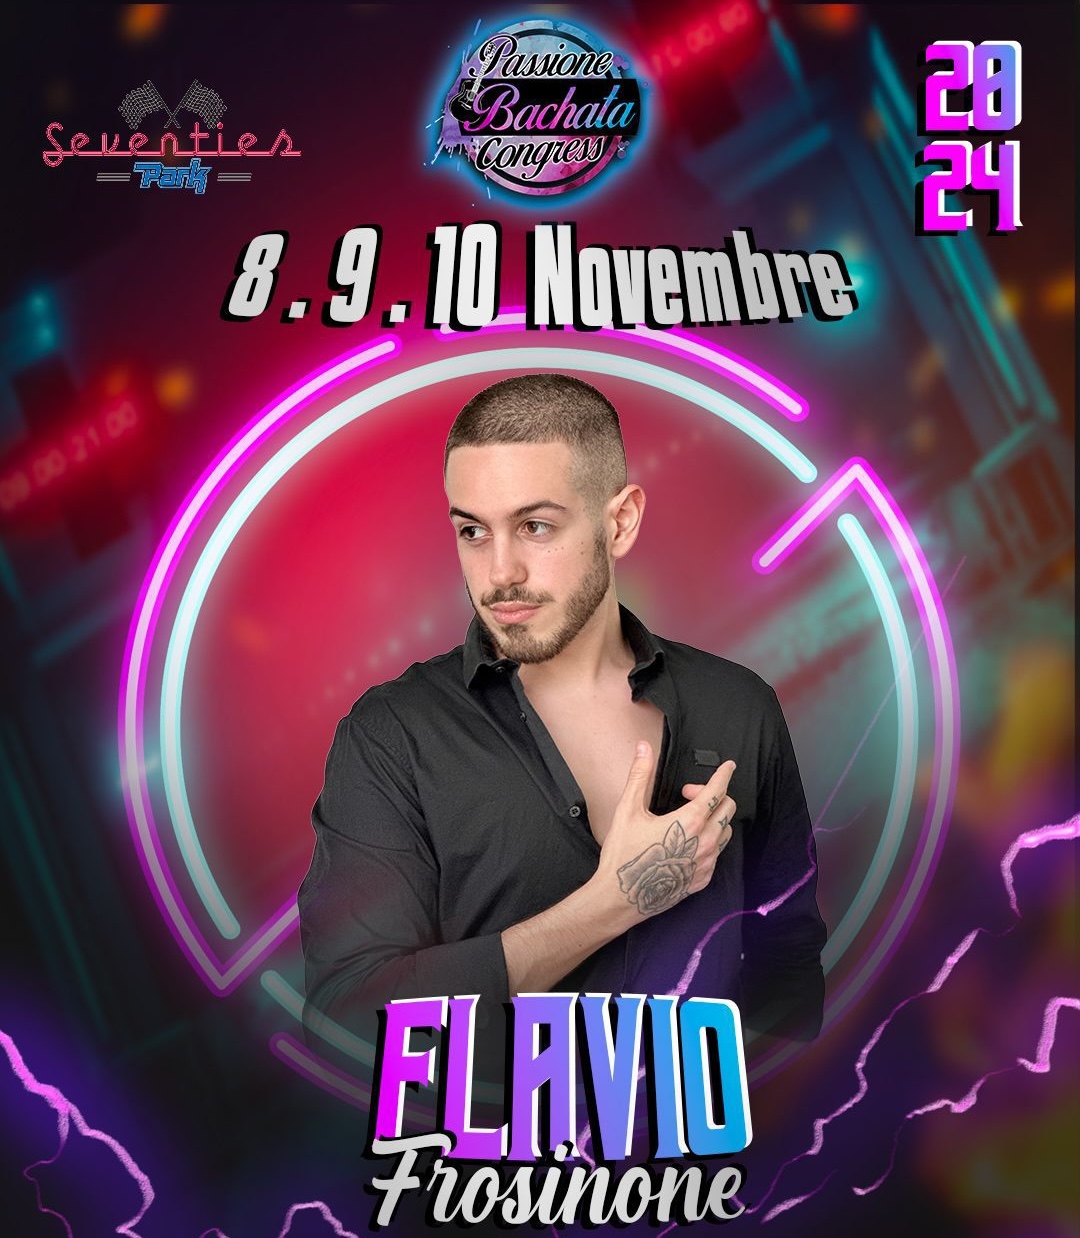 Seventies
Park
Passione
Bachata
Congress
20
24
8.9.10 Novembre
FLAVIO
Frosinone